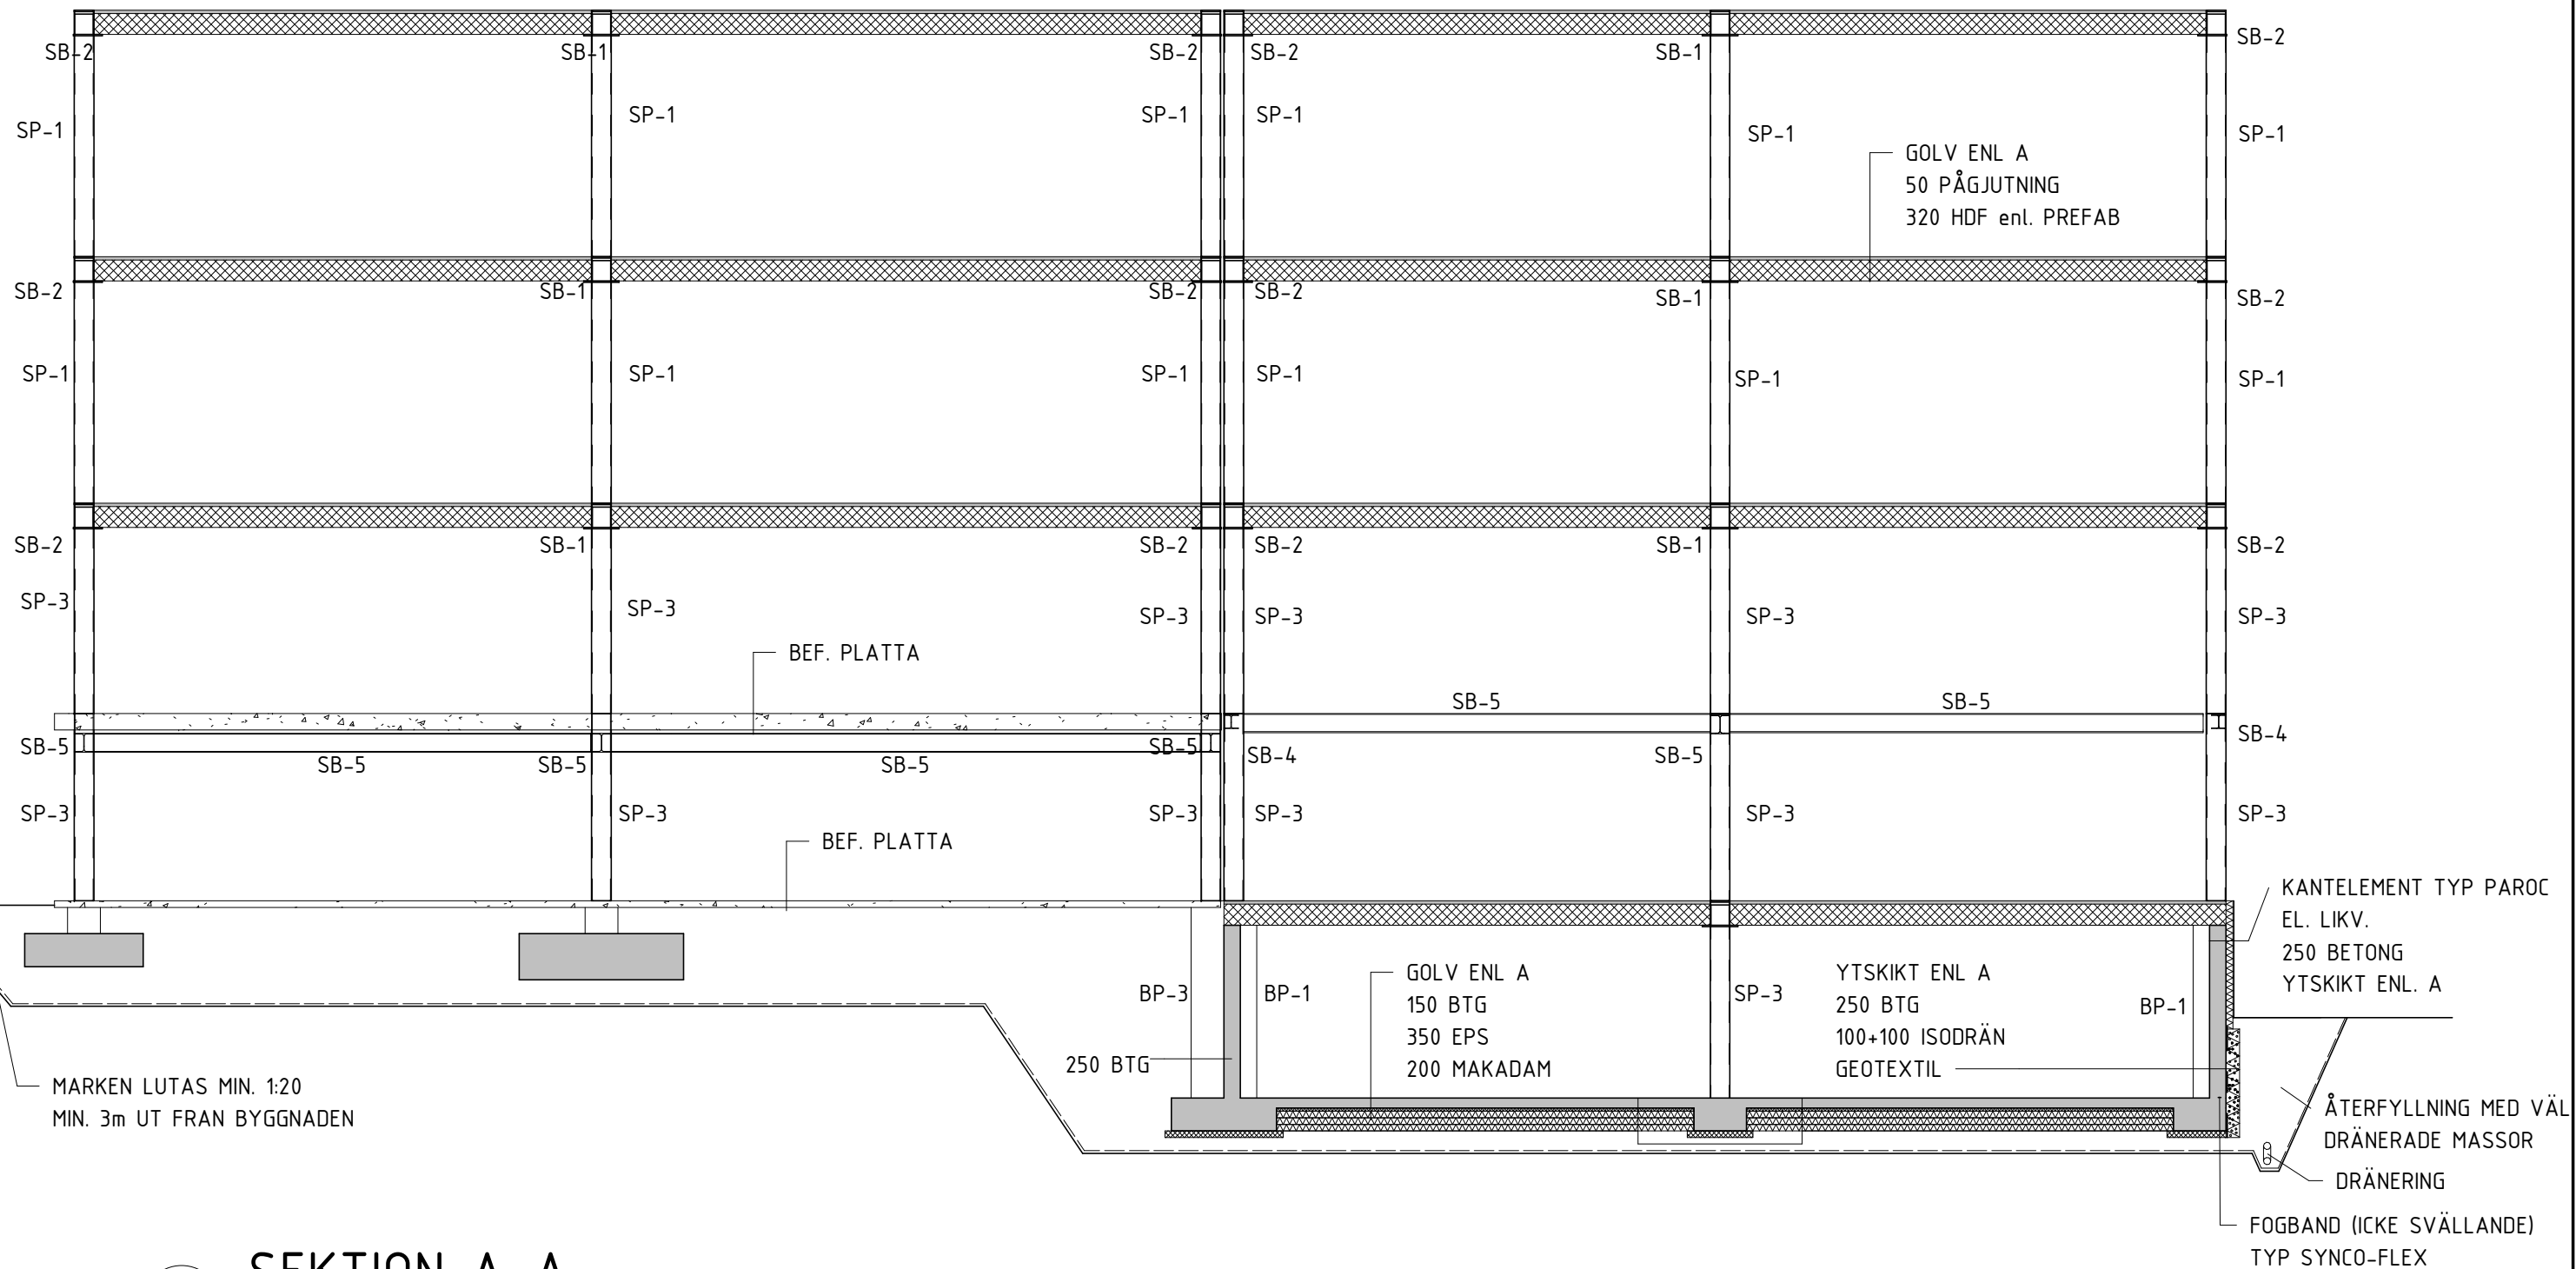 SB-2
SB-1
SB-2
SB-2
SB-1
SB-2
SP-1
SP-1
SP-1
SP-1
SP-1
SP-1
GOLV ENL A
50 PÅGJUTNING
320 HDF enl. PREFAB
SB-2
SB-1
SB-2
SB-2
SB-1
SB-2
SP-1
SP-1
SP-1
SP-1
SP-1
SP-1
SB-2
SB-1
SB-2
SB-2
SB-1
SB-2
SP-3
SP-3
SP-3
SP-3
SP-3
SP-3
BEF. PLATTA
SB-5
SB-5
SB-5
SB-5
SB-5
SB-5
SB-5
SB-4
SB-5
SB-4
SP-3
SP-3
SP-3
SP-3
SP-3
SP-3
BEF. PLATTA
KANTELEMENT TYP PAROC
EL. LIKV.
250 BETONG
YTSKIKT ENL. A
BP-3
BP-1
GOLV ENL A
150 BTG
350 EPS
200 MAKADAM
SP-3
YTSKIKT ENL A
250 BTG
100+100 ISODRÄN
GEOTEXTIL
BP-1
250 BTG
MARKEN LUTAS MIN. 1:20
MIN. 3m UT FRAN BYGGNADEN
ÅTERFYLLNING MED VÄL
DRÄNERADE MASSOR
DRÄNERING
FOGBAND (ICKE SVÄLLANDE)
TYP SYNCO-FLEX
SEKTION A-A